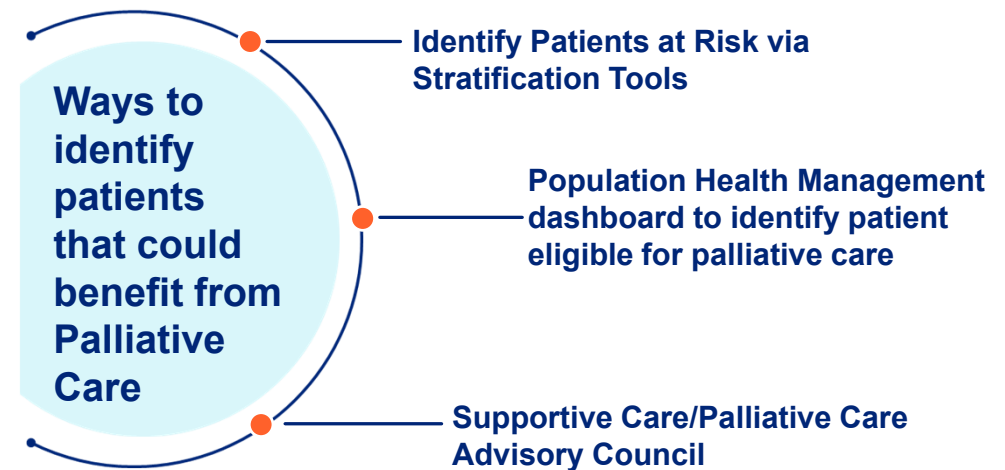 Ways to
identify
patients
that could
benefit from
Palliative
Care
Identify Patients at Risk via
Stratification Tools
Population Health Management
dashboard to identify patient
eligible for palliative care
Supportive Care/Palliative Care
Advisory Council